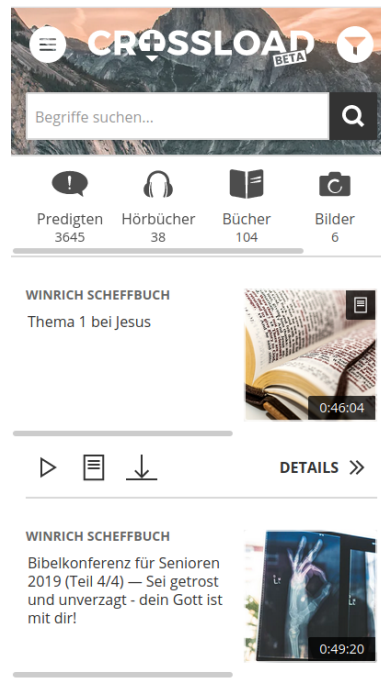 CROSSLOAD
BETA
Begriffe suchen...
Predigten
3645
Hörbücher
38
Bücher
104
Bilder
6
WINRICH SCHEFFBUCH
Thema 1 bei Jesus
0:46:04
DETAILS
WINRICH SCHEFFBUCH
Bibelkonferenz für Senioren
2019 (Teil 4/4) — Sei getrost
und unverzagt - dein Gott ist
mit dir!
0:49:20